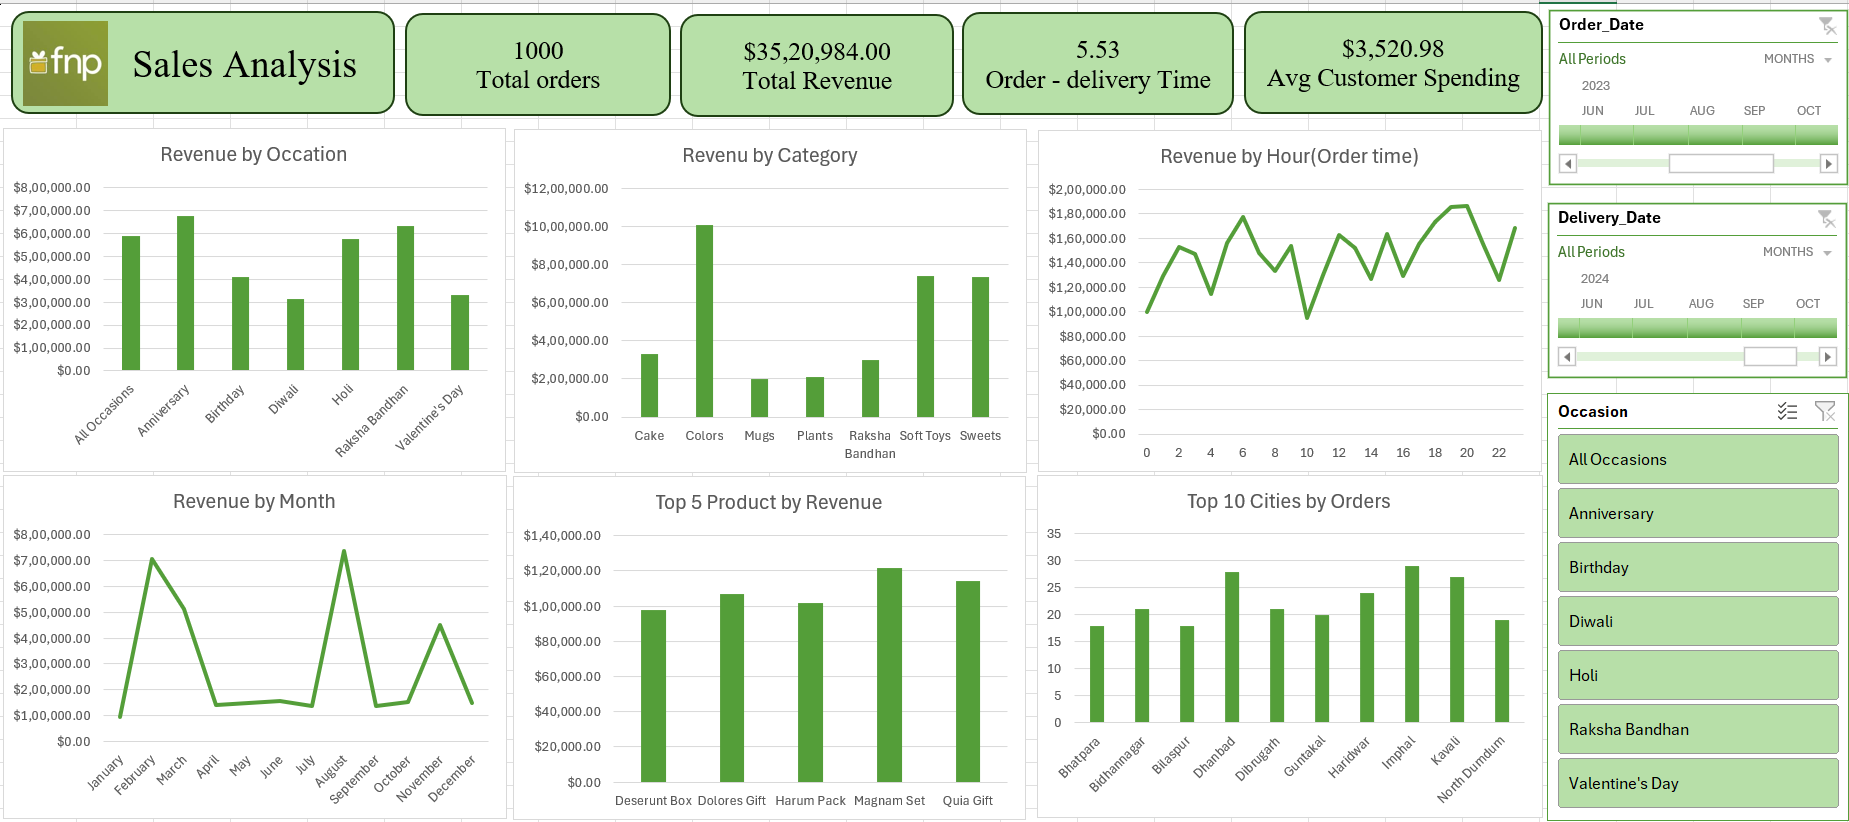 fnp
Sales Analysis
1000
Total orders
$35,20,984.00
Total Revenue
5.53
Order - delivery Time
$3,520.98
Avg Customer Spending
Revenue by Occation
$8,00,000.00
$7,00,000.00
$6,00,000.00
$5,00,000.00
$4,00,000.00
$3,00,000.00
$2,00,000.00
$1,00,000.00
$0.00
All Occasions
Anniversary
Birthday
Diwali
Holi
Raksha Bandhan
Valentine's Day
Revenu by Category
$12,00,000.00
$10,00,000.00
$8,00,000.00
$6,00,000.00
$4,00,000.00
$2,00,000.00
$0.00
Cake Colors Mugs Plants Raksha Soft Toys Sweets
Bandhan
Revenue by Hour(Order time)
$2,00,000.00
$1,80,000.00
$1,60,000.00
$1,40,000.00
$1,20,000.00
$1,00,000.00
$80,000.00
$60,000.00
$40,000.00
$20,000.00
$0.00
0 2 4 6 8 10 12 14 16 18 20 22
Revenue by Month
$8,00,000.00
$7,00,000.00
$6,00,000.00
$5,00,000.00
$4,00,000.00
$3,00,000.00
$2,00,000.00
$1,00,000.00
$0.00
January
February
March
April
May
June
July
August
September
October
November
December
Top 5 Product by Revenue
$1,40,000.00
$1,20,000.00
$1,00,000.00
$80,000.00
$60,000.00
$40,000.00
$20,000.00
$0.00
Deserunt Box Dolores Gift Harum Pack Magnam Set Quia Gift
Top 10 Cities by Orders
35
30
25
20
15
10
5
0
Bhatpara
Bidhannagar
Bilaspur
Dhanbad
Dibrugarh
Guntakal
Haridwar
Imphal
Kavali
North Dumdum
Order_Date
All Periods MONTHS
2023
JUN JUL AUG SEP OCT
Delivery_Date
All Periods MONTHS
2024
JUN JUL AUG SEP OCT
Occasion
All Occasions
Anniversary
Birthday
Diwali
Holi
Raksha Bandhan
Valentine's Day